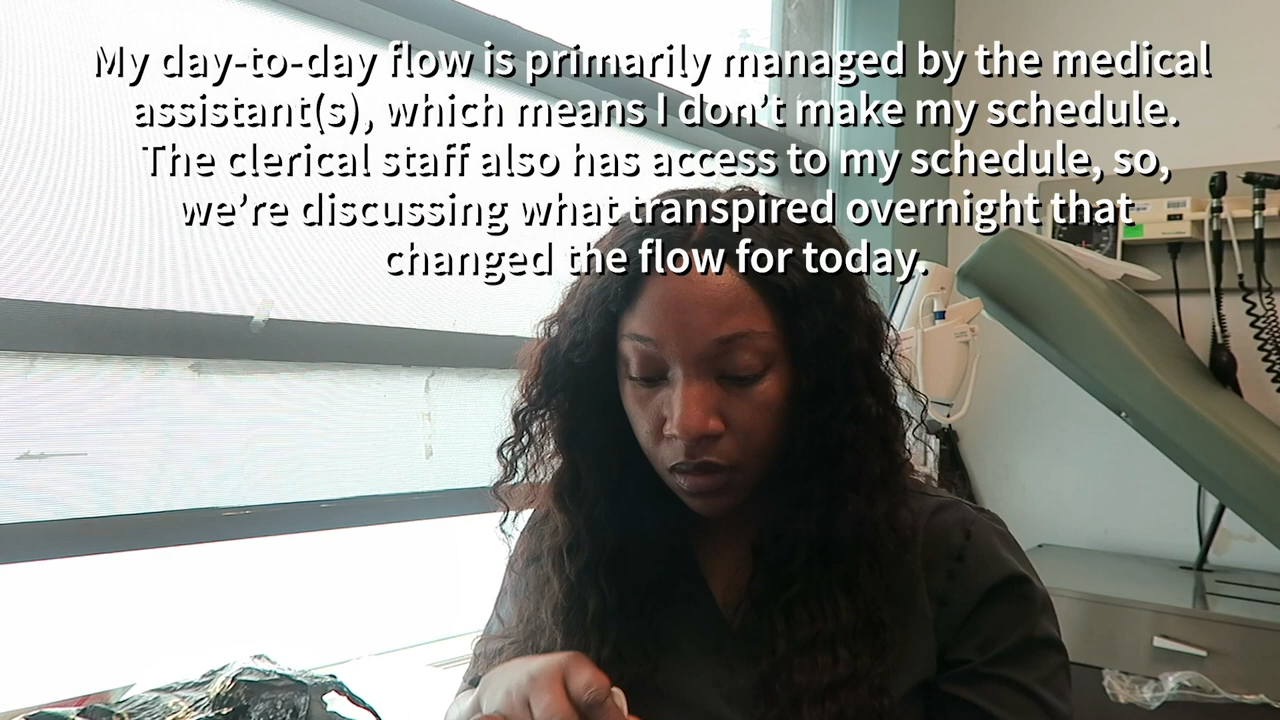 My day-to-day flow is primarily managed by the medical
assistant(s), which means I don't make my schedule.
The clerical staff also has access to my schedule, so,
we're discussing what transpired overnight that
changed the flow for today.